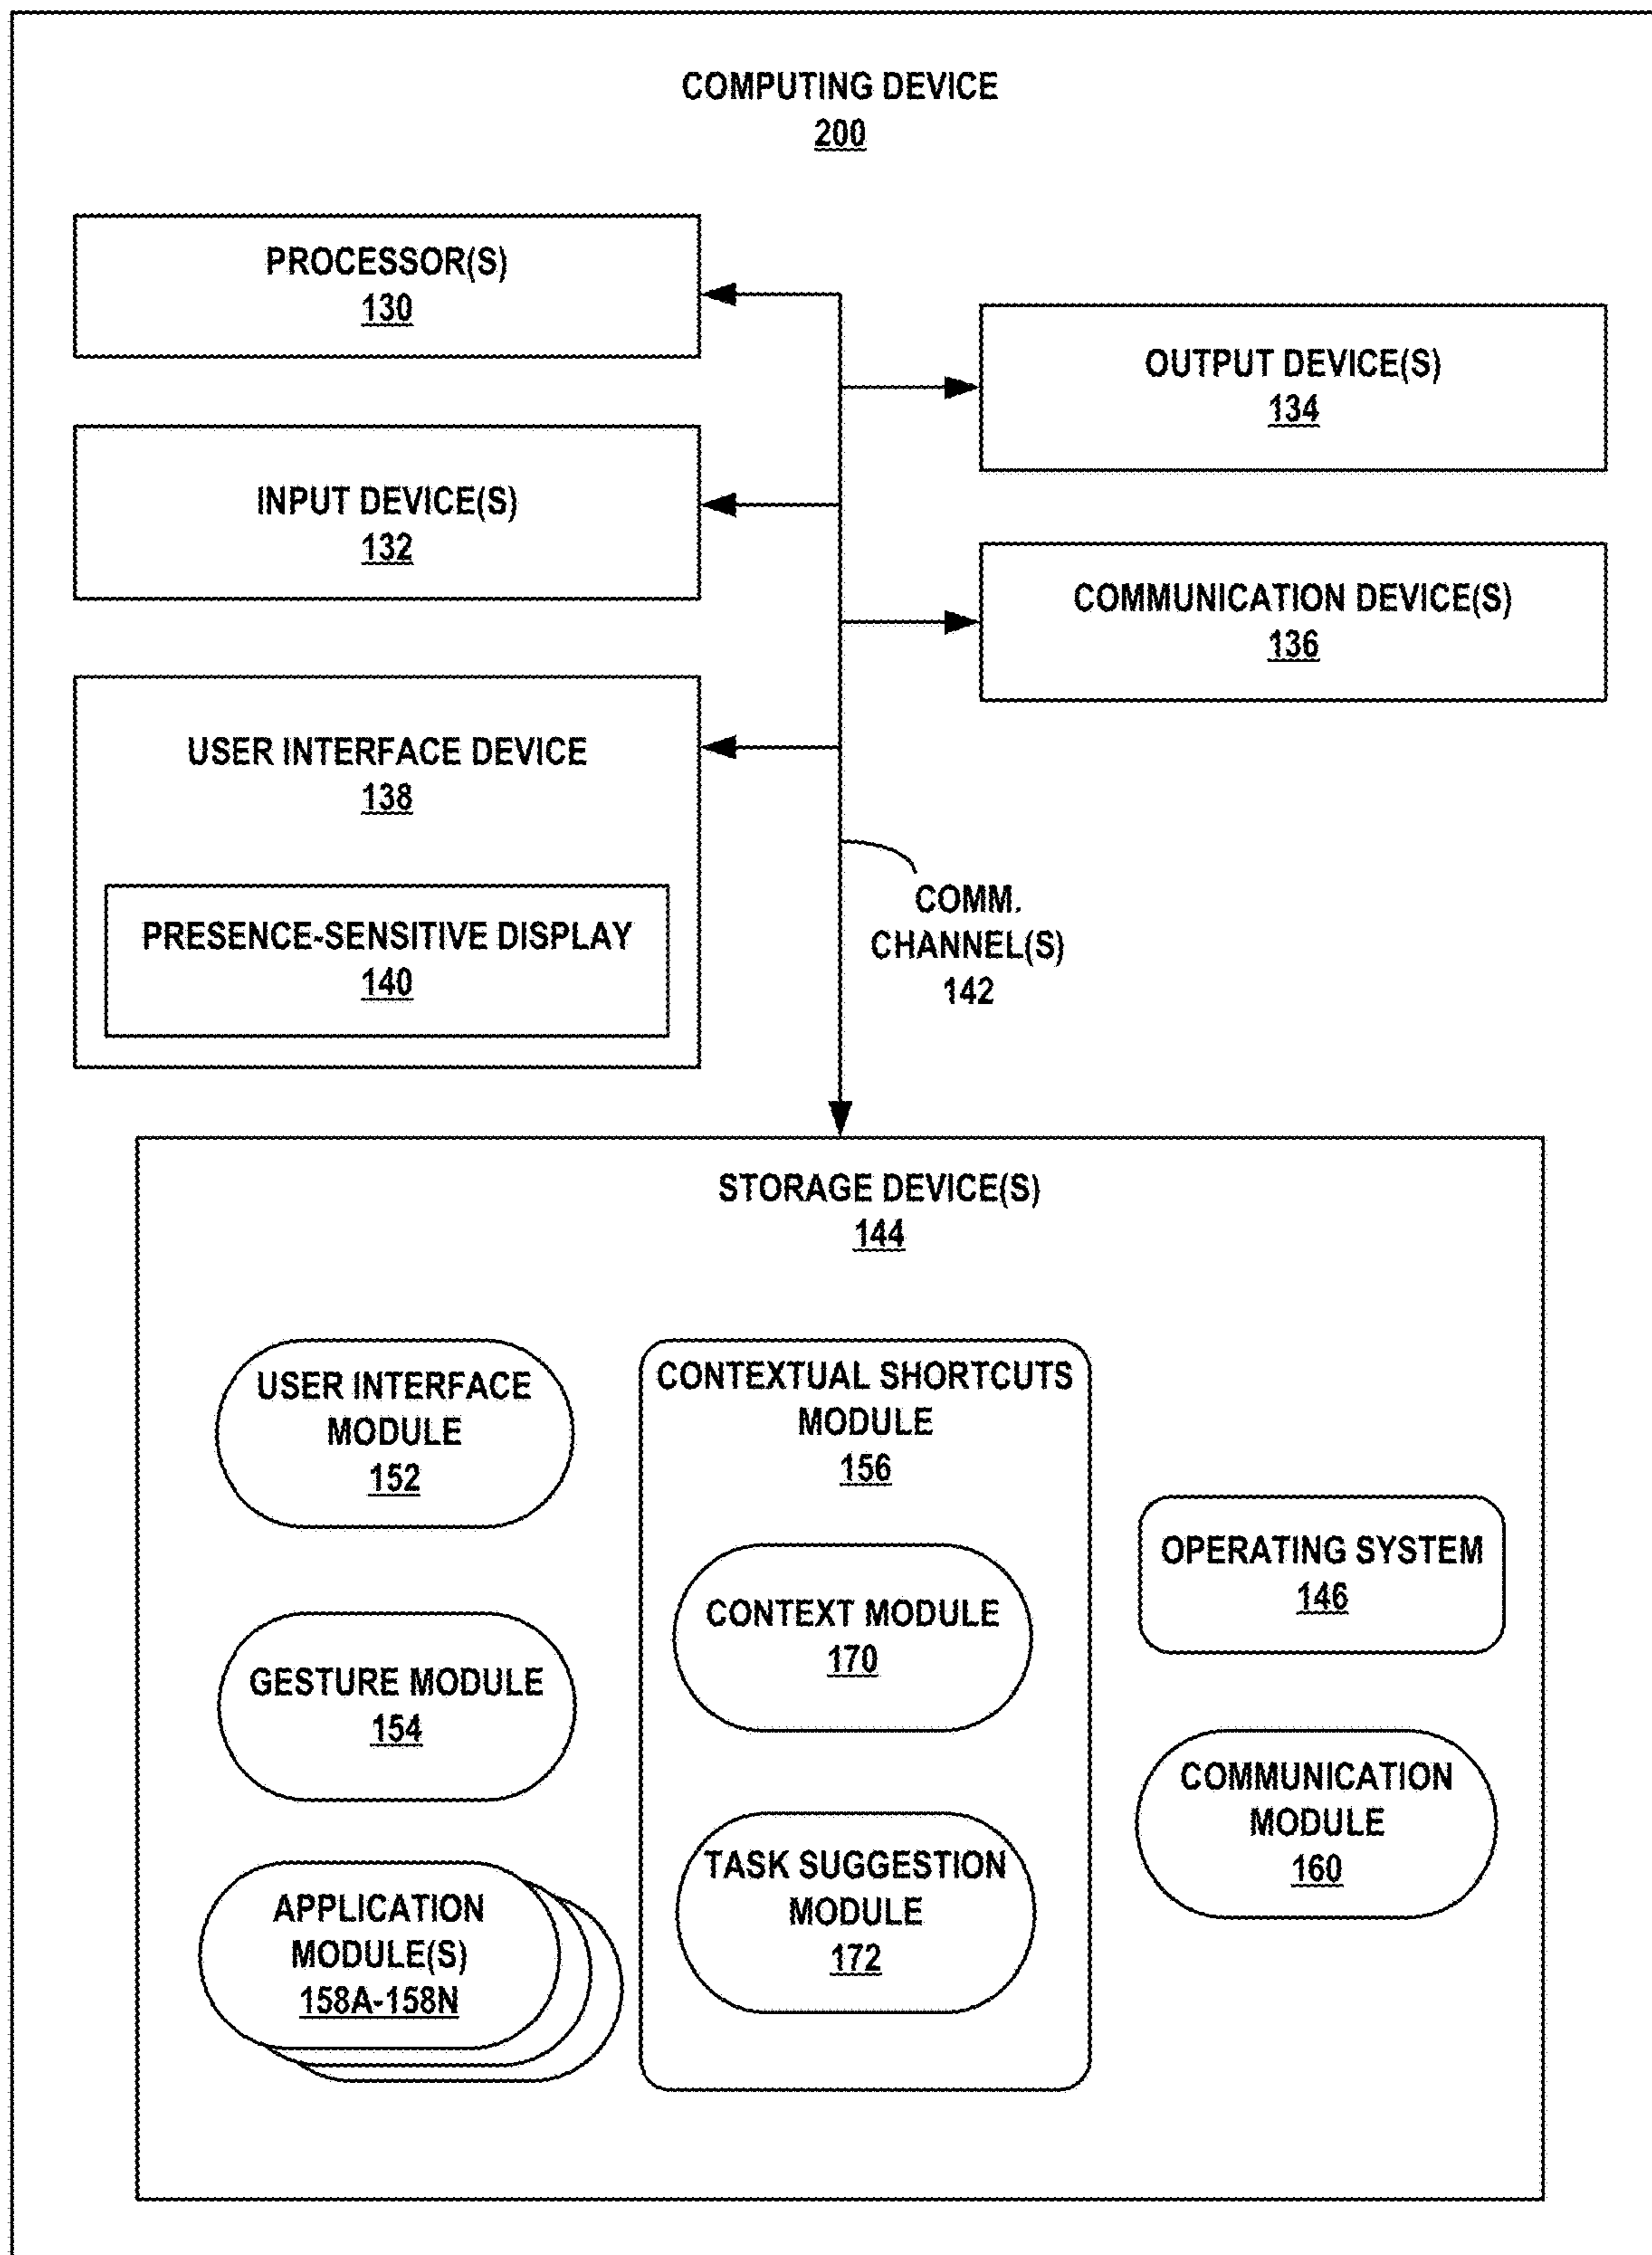 COMPUTING DEVICE
200
PROCESSOR(S)
130
OUTPUT DEVICE(S)
134
INPUT DEVICE(S)
132
COMMUNICATION DEVICE(S)
136
USER INTERFACE DEVICE
138
PRESENCE-SENSITIVE DISPLAY
140
COMM.
CHANNEL(S)
142
STORAGE DEVICE(S)
144
USER INTERFACE
MODULE
152
GESTURE MODULE
154
APPLICATION
MODULE(S)
158A-158N
CONTEXTUAL SHORTCUTS
MODULE
156
CONTEXT MODULE
170
TASK SUGGESTION
MODULE
172
OPERATING SYSTEM
146
COMMUNICATION
MODULE
160